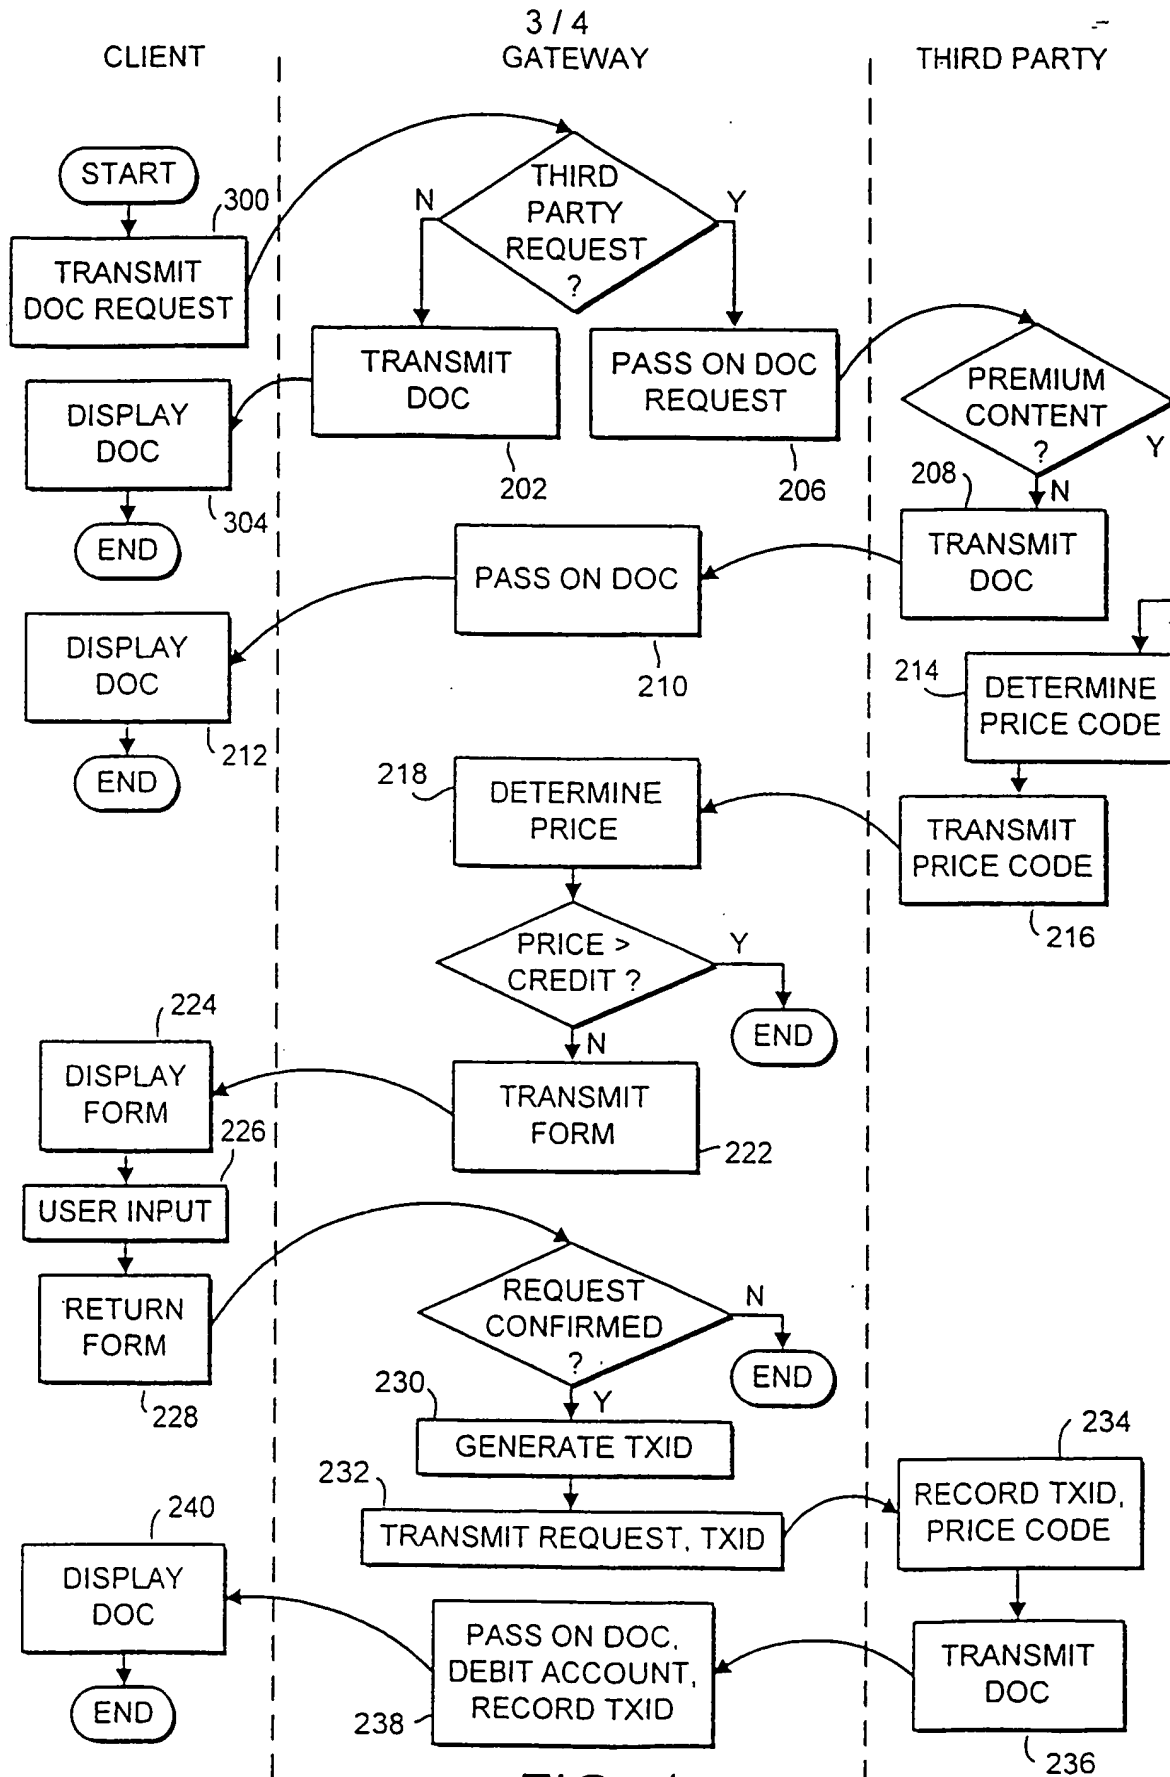 3 / 4
CLIENT
GATEWAY
THIRD PARTY
START
300
TRANSMIT
DOC REQUEST
THIRD
PARTY
REQUEST
?
N
Y
TRANSMIT
DOC
202
PASS ON DOC
REQUEST
206
PREMIUM
CONTENT
?
Y
N
DISPLAY
DOC
304
END
208
TRANSMIT
DOC
PASS ON DOC
210
DISPLAY
DOC
212
END
214
DETERMINE
PRICE CODE
218
DETERMINE
PRICE
TRANSMIT
PRICE CODE
216
PRICE >
CREDIT ?
Y
END
N
224
DISPLAY
FORM
TRANSMIT
FORM
222
226
USER INPUT
RETURN
FORM
228
REQUEST
CONFIRMED
?
N
END
Y
230
GENERATE TXID
232
TRANSMIT REQUEST, TXID
234
RECORD TXID,
PRICE CODE
240
DISPLAY
DOC
END
PASS ON DOC,
DEBIT ACCOUNT,
RECORD TXID
238
TRANSMIT
DOC
236